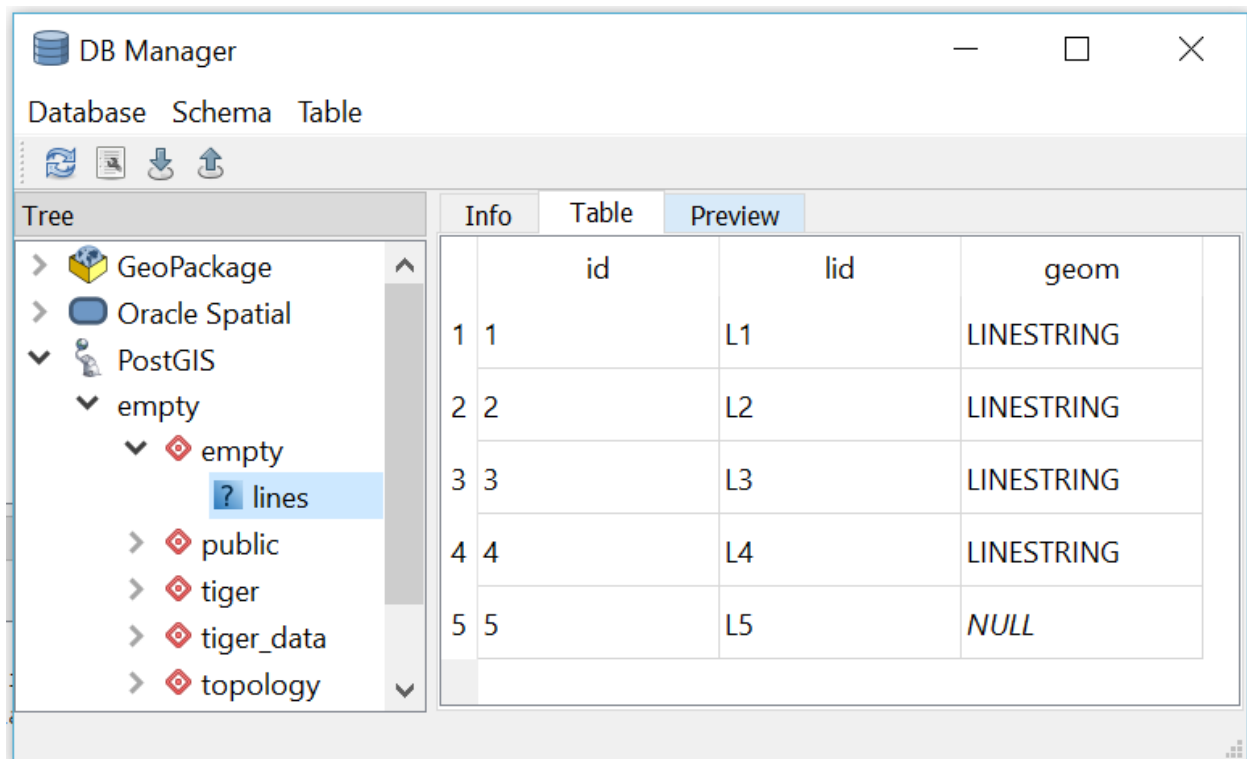 DB Manager
Database Schema Table
Tree
GeoPackage
Oracle Spatial
PostGIS
empty
empty
? lines
public
tiger
tiger_data
topology
Info Table Preview
id lid geom
1 1 L1 LINESTRING
2 2 L2 LINESTRING
3 3 L3 LINESTRING
4 4 L4 LINESTRING
5 5 L5 NULL